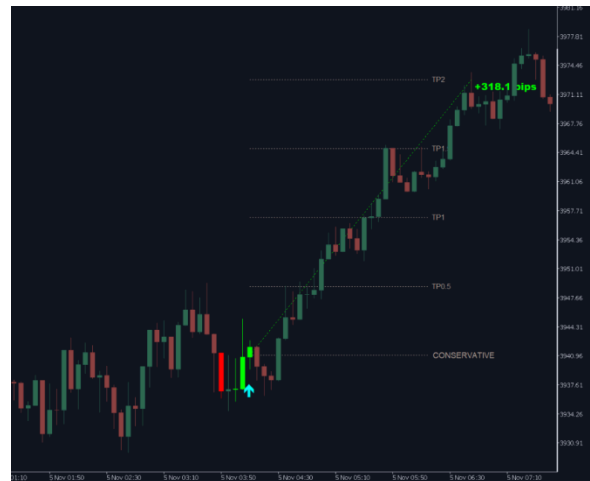 3981.16
3977.81
3974.46
TP2
+318.1 pips
3971.11
3967.76
TP1
3964.41
3961.06
3957.71
TP1
3954.36
3951.01
TP0.5
3947.66
3944.31
3940.96
CONSERVATIVE
3937.61
3934.26
3930.91
01:10
5 Nov 01:50
5 Nov 02:30
5 Nov 03:10
5 Nov 03:50
5 Nov 04:30
5 Nov 05:10
5 Nov 05:50
5 Nov 06:30
5 Nov 07:10